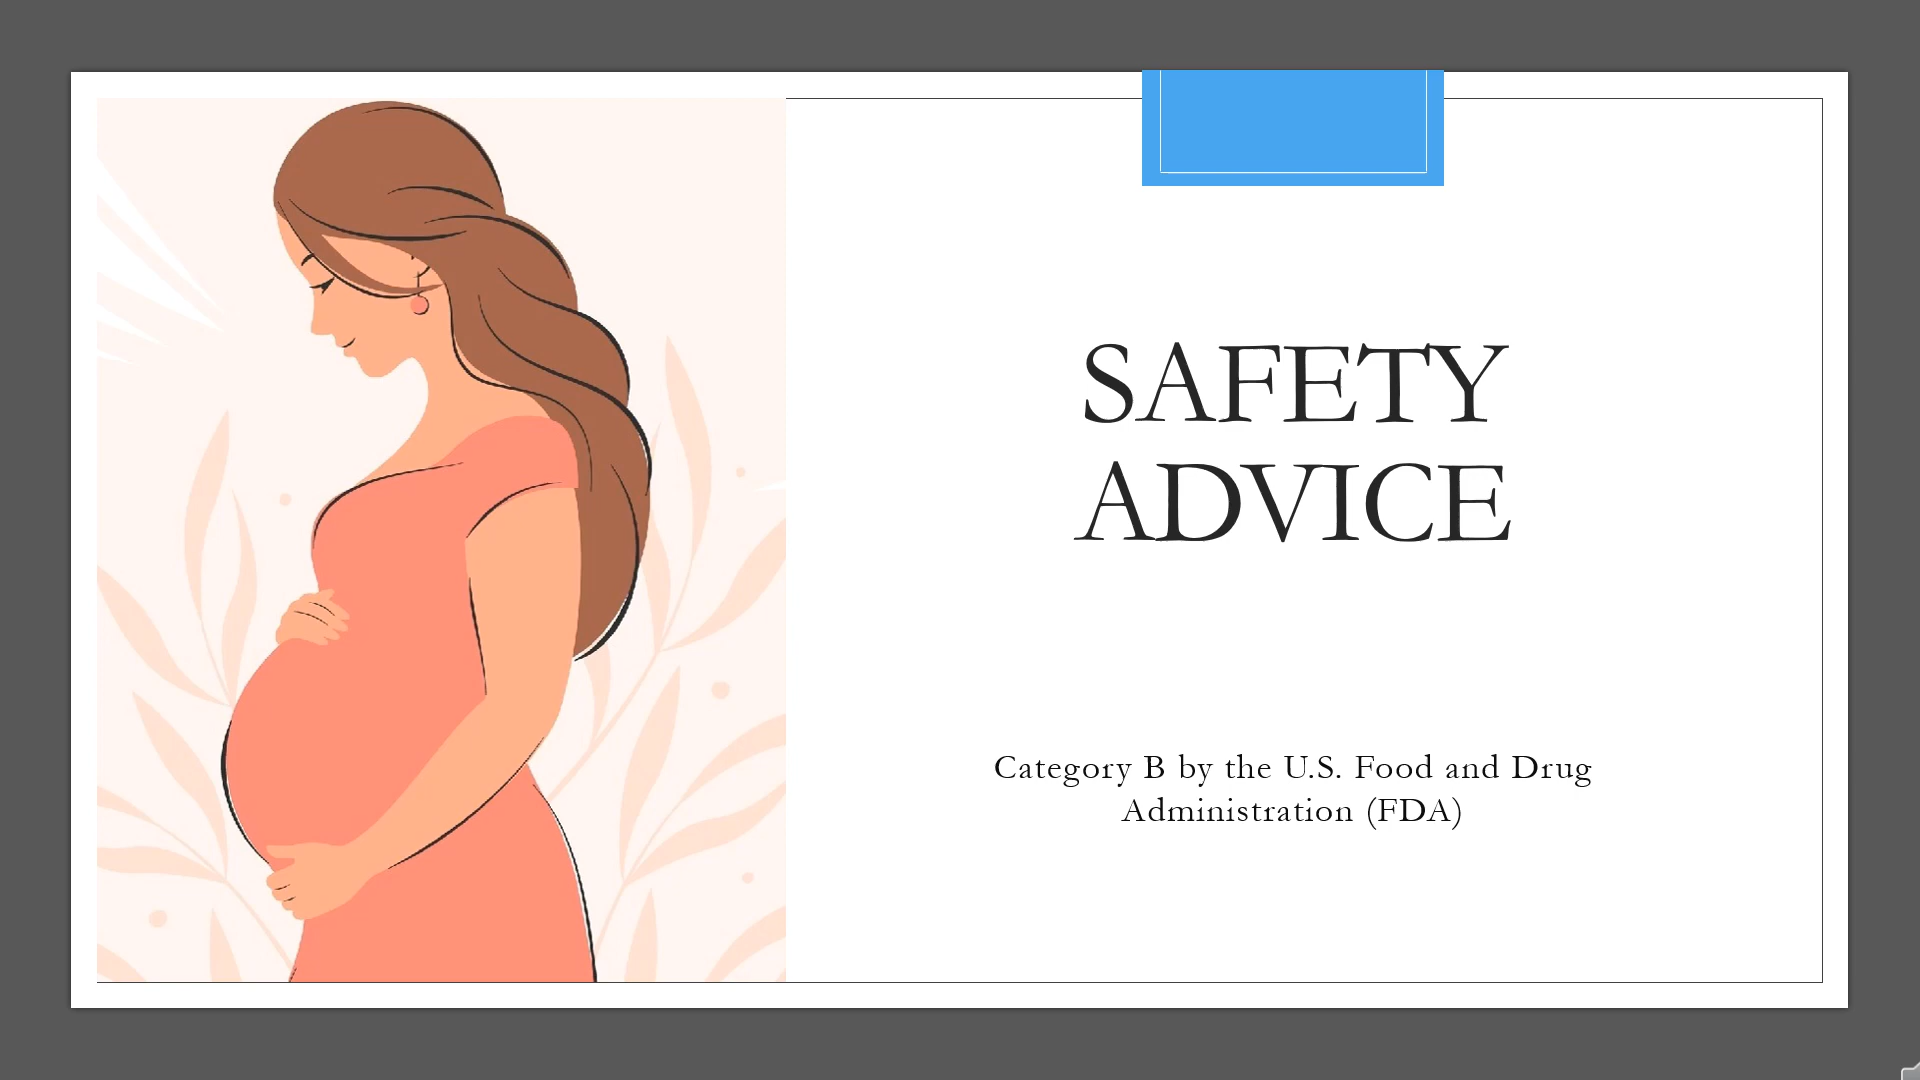 SAFETY
ADVICE
Category B by the U.S. Food and Drug
Administration (FDA)